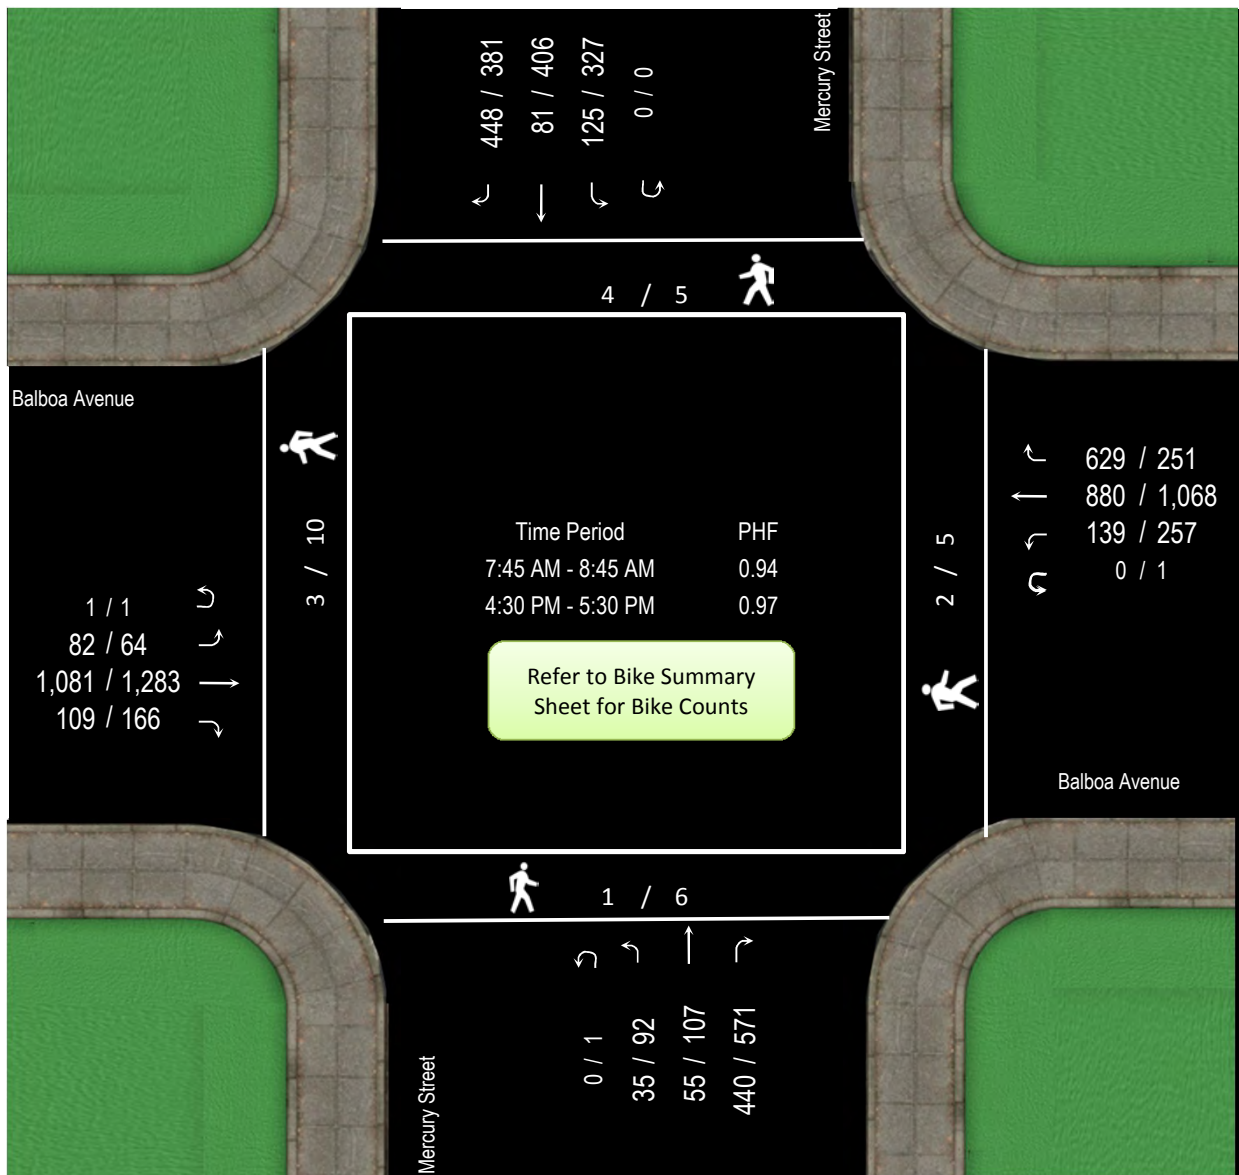 448 / 381
81 / 406
125 / 327
0 / 0
Mercury Street
4 / 5
Balboa Avenue
3 / 10
1 / 1
82 / 64
1,081 / 1,283
109 / 166
Time Period PHF
7:45 AM - 8:45 AM 0.94
4:30 PM - 5:30 PM 0.97
Refer to Bike Summary
Sheet for Bike Counts
2 / 5
629 / 251
880 / 1,068
139 / 257
0 / 1
Balboa Avenue
1 / 6
0 / 1
35 / 92
55 / 107
440 / 571
Mercury Street